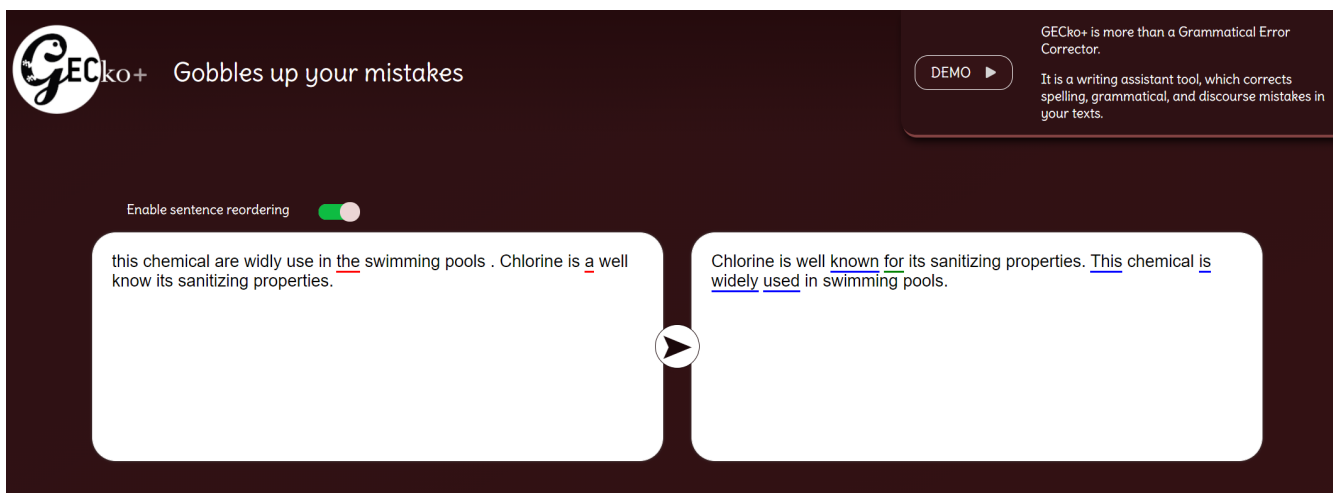 GECko+
Gobbles up your mistakes
DEMO
GECko+ is more than a Grammatical Error
Corrector.
It is a writing assistant tool, which corrects
spelling, grammatical, and discourse mistakes in
your texts.
Enable sentence reordering
this chemical are widly use in the swimming pools . Chlorine is a well
know its sanitizing properties.
Chlorine is well known for its sanitizing properties. This chemical is
widely used in swimming pools.